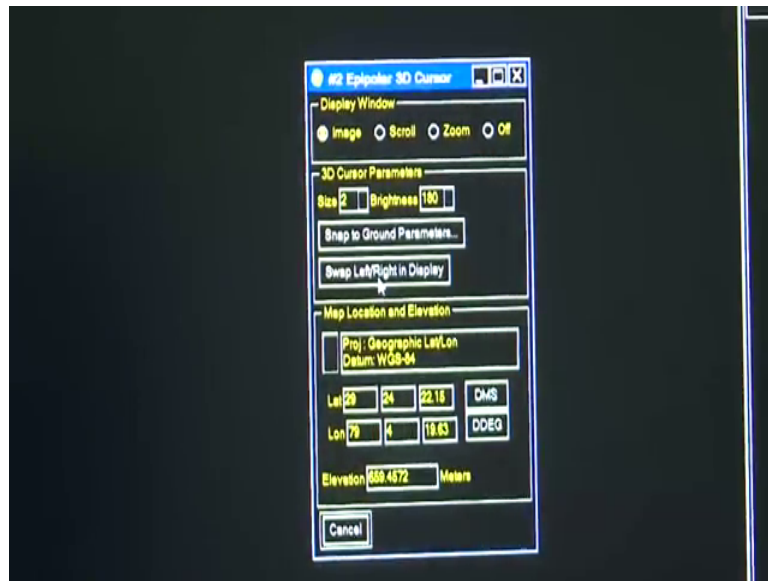 #2 Epipolar 3D Cursor
Display Window
Image Scroll Zoom Off
3D Cursor Parameters
Size 2 Brightness 180
Snap to Ground Parameters...
Swap Left/Right in Display
Map Location and Elevation
Proj : Geographic Lat/Lon
Datum: WGS-84
Lat 29 24 22.15 DMS
Lon 79 4 19.63 DDEG
Elevation 659.4572 Meters
Cancel